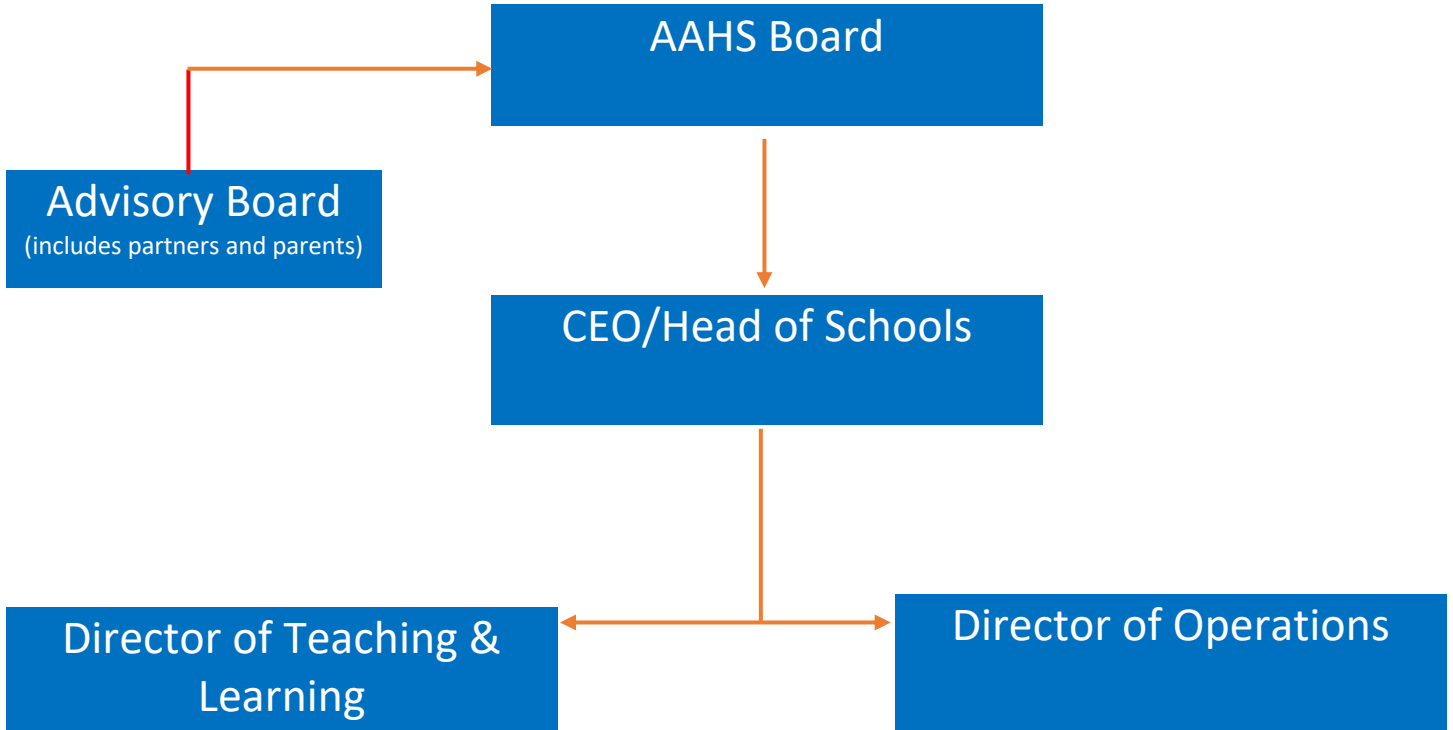 AAHS Board
Advisory Board
(includes partners and parents)
CEO/Head of Schools
Director of Teaching &
Learning
Director of Operations